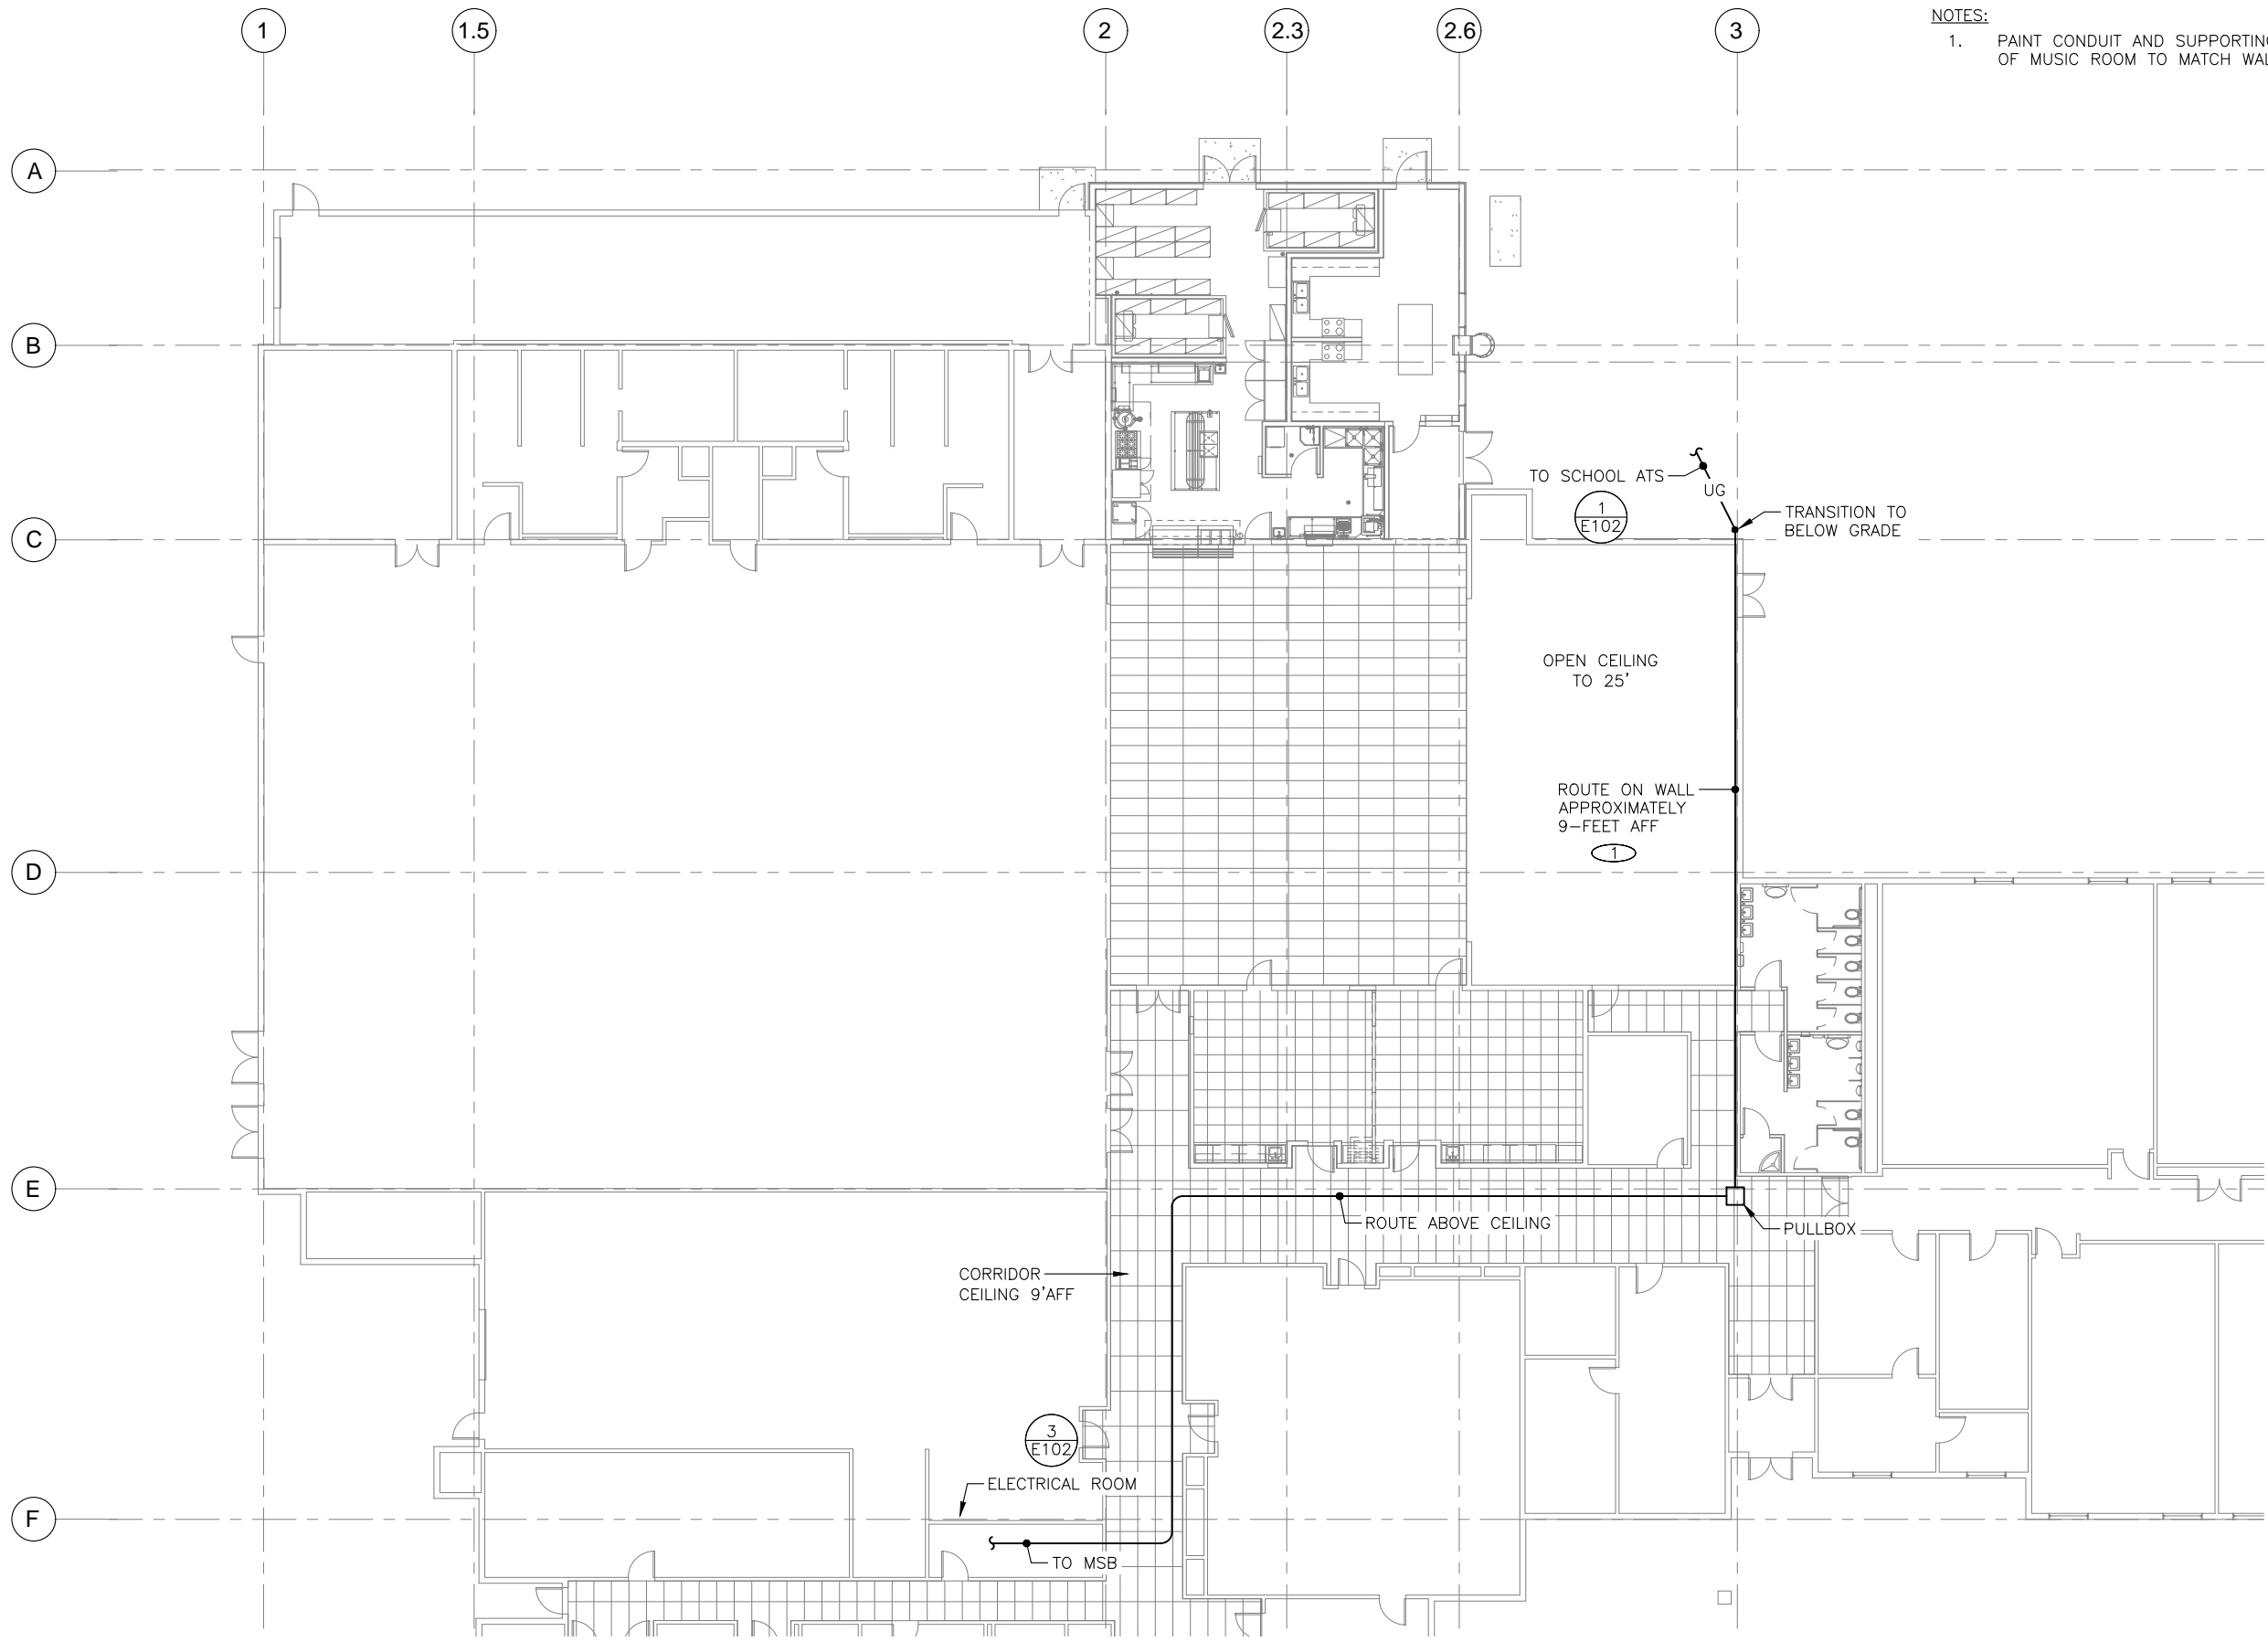 1
1.5
2
2.3
2.6
3
NOTES:
1. PAINT CONDUIT AND SUPPORTING
OF MUSIC ROOM TO MATCH
A
B
C
D
E
F
TO SCHOOL ATS
UG
1
E102
TRANSITION TO
BELOW GRADE
OPEN CEILING
TO 25'
ROUTE ON WALL
APPROXIMATELY
9-FEET AFF
1
ROUTE ABOVE CEILING
PULLBOX
CORRIDOR
CEILING 9'AFF
3
E102
ELECTRICAL ROOM
TO MSB